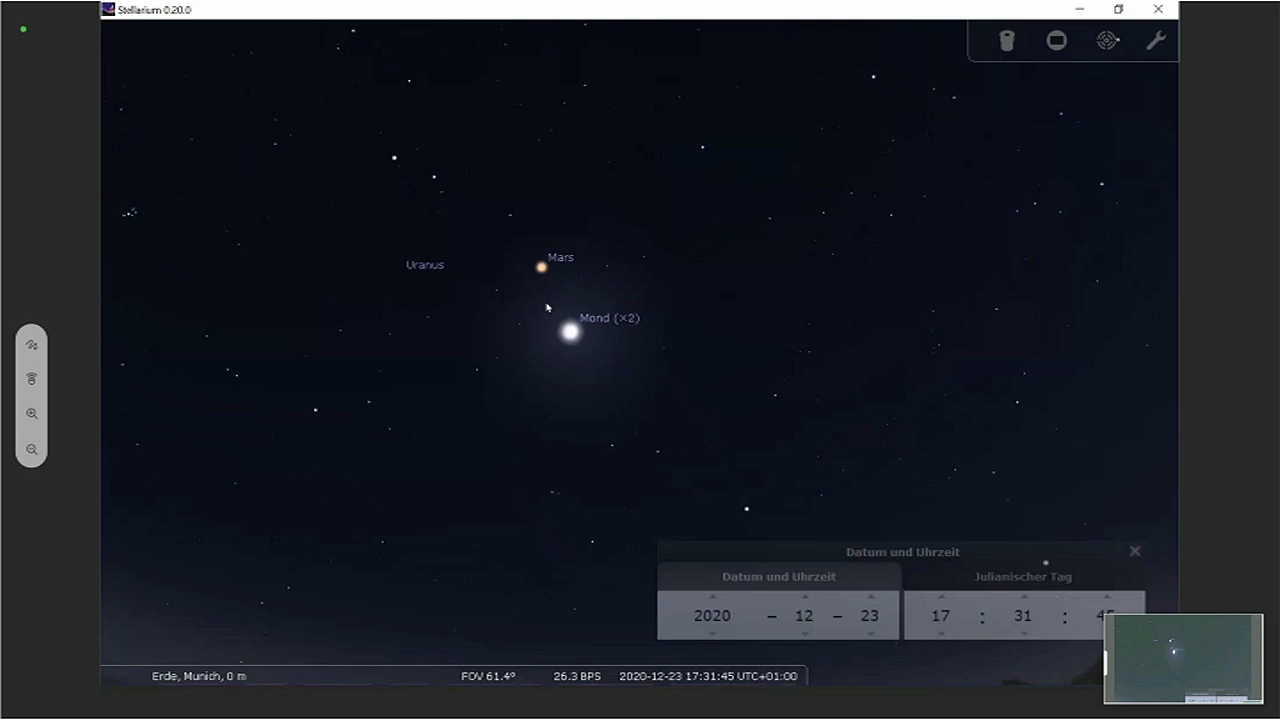 Stellarium 0.20.0
Mars
Uranus
Mond (×2)
Datum und Uhrzeit
Datum und Uhrzeit
Julianischer Tag
2020 - 12 - 23 17 : 31 : 45
Erde, Munich, 0 m FOV 61.4° 26.3 BPS 2020-12-23 17:31:45 UTC+01:00